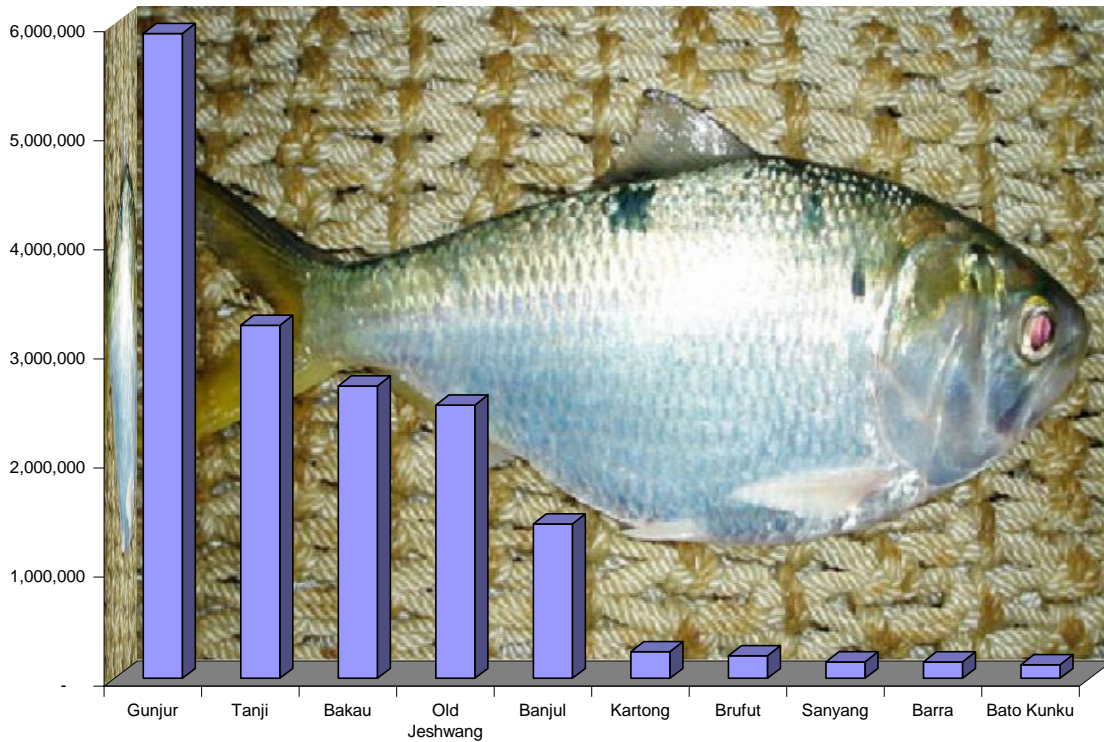 6,000,000
5,000,000
4,000,000
3,000,000
2,000,000
1,000,000
-
Gunjur
Tanji
Bakau
Old
Jeshwang
Banjul
Kartong
Brufut
Sanyang
Barra
Bato Kunku